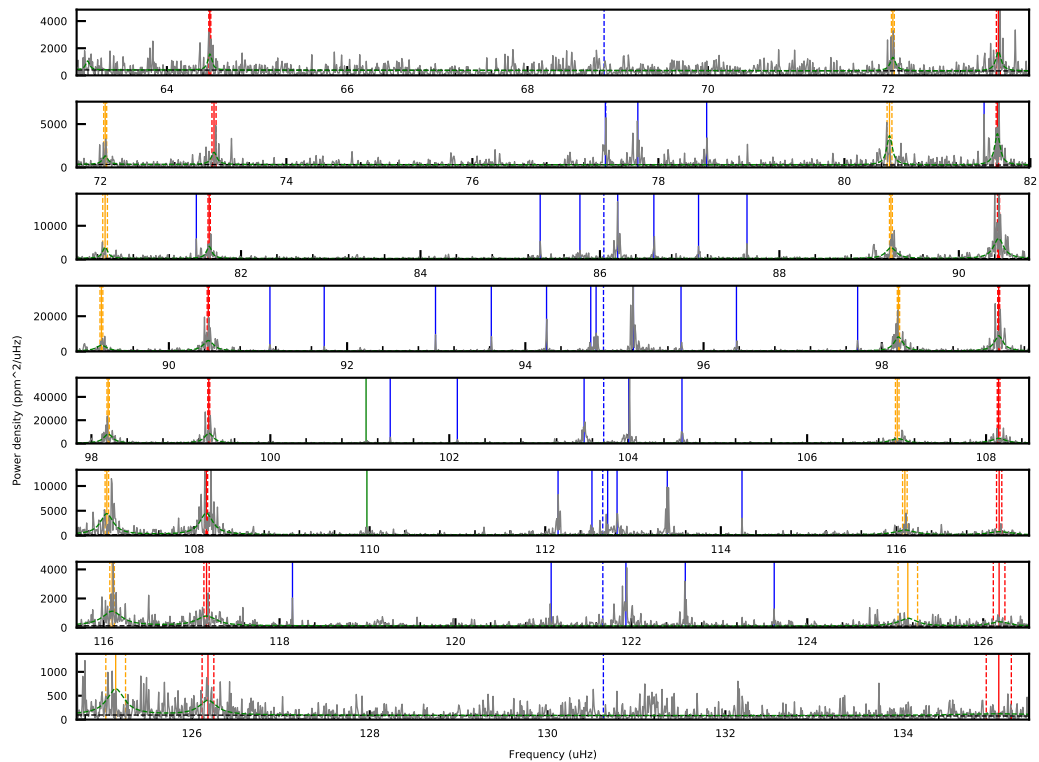 4000
2000
0
64 66 68 70 72
5000
0
72 74 76 78 80 82
10000
0
82 84 86 88 90
20000
0
90 92 94 96 98
Power density (ppm^2/uHz)
40000
20000
0
98 100 102 104 106 108
10000
5000
0
108 110 112 114 116
4000
2000
0
116 118 120 122 124 126
1000
500
0
126 128 130 132 134
Frequency (uHz)